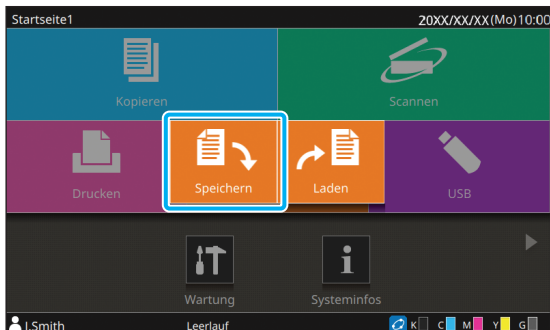 Startseite1 20XX/XX/XX(Mo)10:00
Kopieren Scannen
Drucken Speichern Laden USB
Wartung Systeminfos
J.Smith Leerlauf K C M Y G